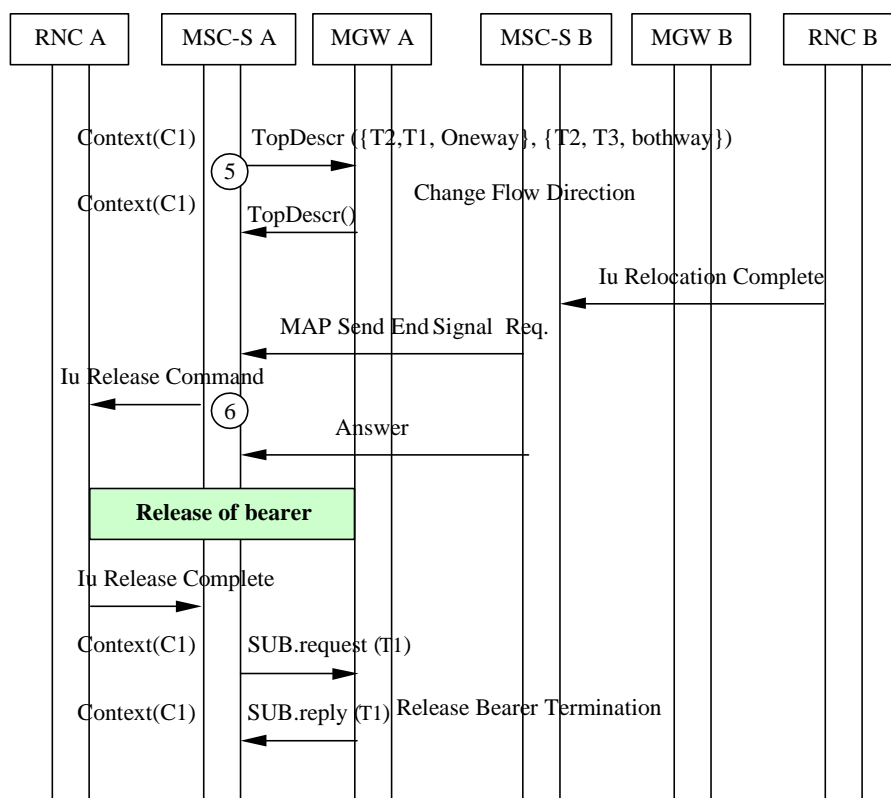 RNC A MSC-S A MGW A MSC-S B MGW B RNC B
Context(C1) TopDescr ({T2,T1, Oneway}, {T2, T3, bothway})
5
Change Flow Direction
Context(C1) TopDescr()
Iu Relocation Complete
MAP Send End Signal Req.
Iu Release Command
6
Answer
Release of bearer
Iu Release Complete
Context(C1) SUB.request (T1)
Context(C1) SUB.reply (T1) Release Bearer Termination